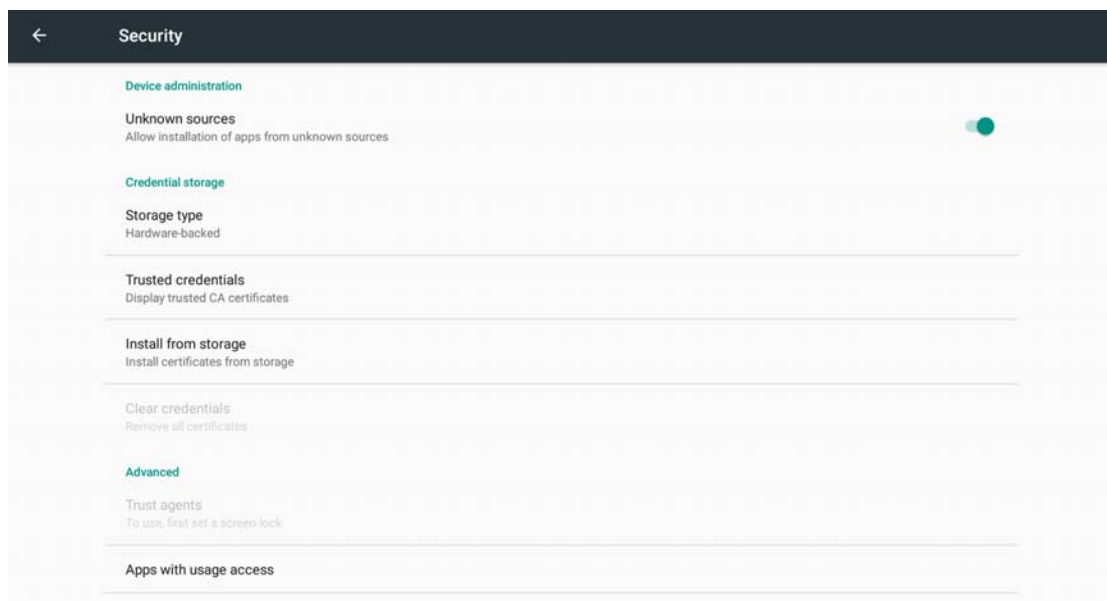 Security
Device administration
Unknown sources
Allow installation of apps from unknown sources
Credential storage
Storage type
Hardware-backed
Trusted credentials
Display trusted CA certificates
Install from storage
Install certificates from storage
Clear credentials
Remove all certificates
Advanced
Trust agents
To use, first set a screen lock
Apps with usage access